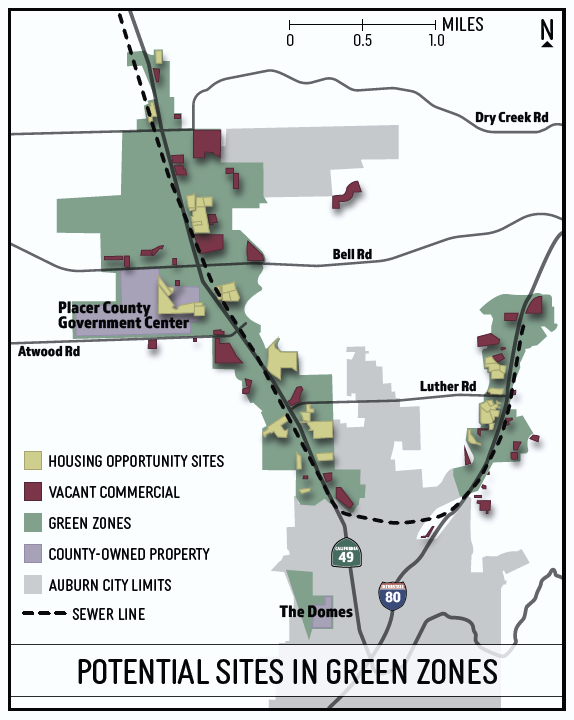 MILES
0 0.5 1.0
N
Dry Creek Rd
Bell Rd
Placer County
Government Center
Atwood Rd
Luther Rd
HOUSING OPPORTUNITY SITES
VACANT COMMERCIAL
GREEN ZONES
COUNTY-OWNED PROPERTY
AUBURN CITY LIMITS
SEWER LINE
CALIFORNIA
49
INTERSTATE
80
The Domes
POTENTIAL SITES IN GREEN ZONES